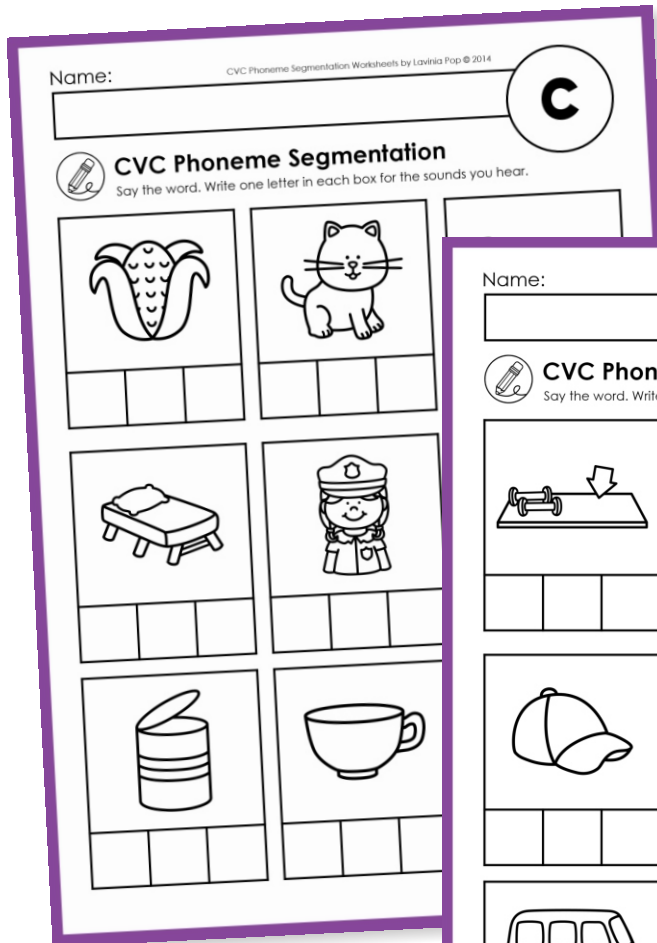 Name:
CVC Phoneme Segmentation Worksheets by Lavinia Pop © 2014
C
CVC Phoneme Segmentation
Say the word. Write one letter in each box for the sounds you hear.
Name:
CVC Phon
Say the word. Write